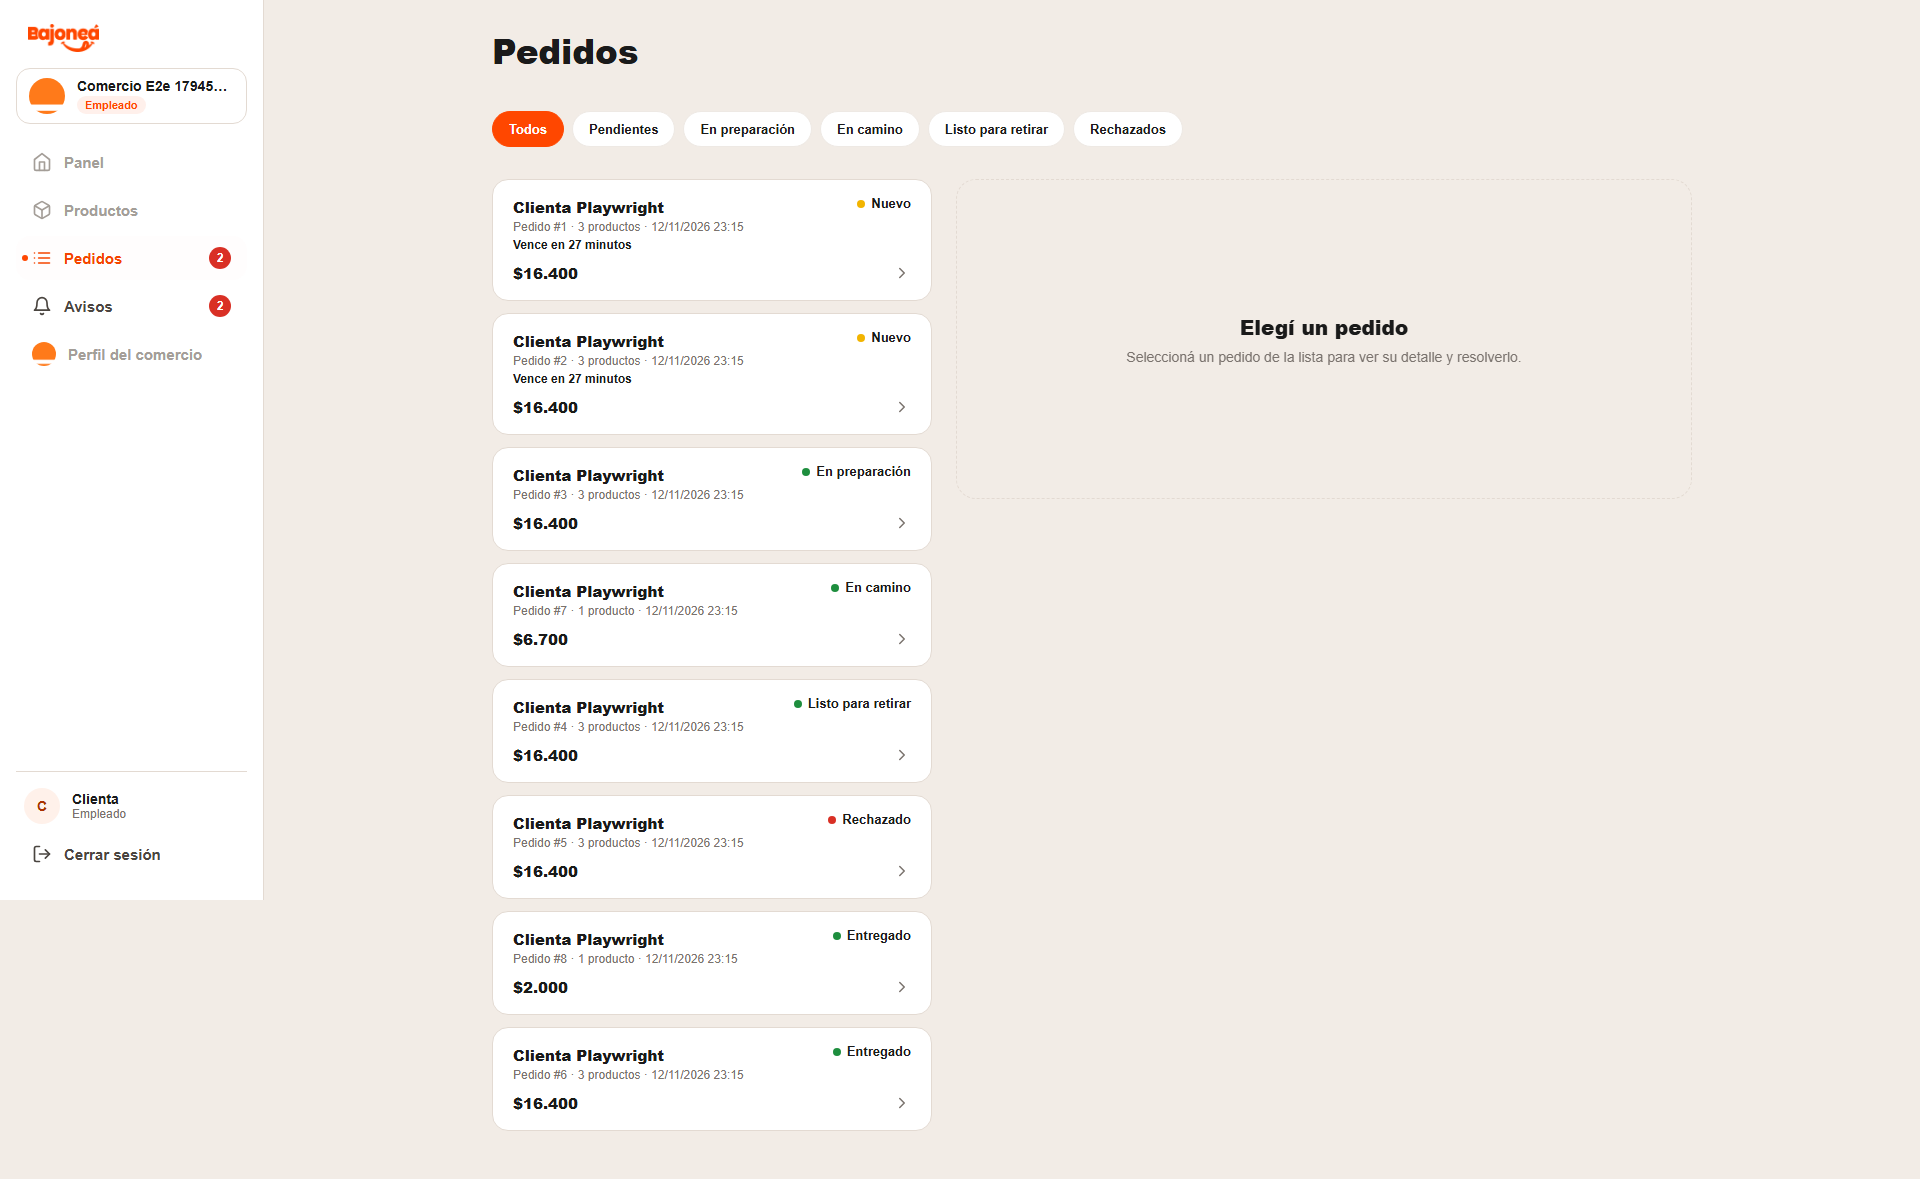 Bajoneá
Comercio E2e 17945...
Empleado
Panel
Productos
Pedidos 2
Avisos 2
Perfil del comercio
C
Clienta
Empleado
Cerrar sesión
Pedidos
Todos Pendientes En preparación En camino Listo para retirar Rechazados
Clienta Playwright Nuevo
Pedido #1 · 3 productos · 12/11/2026 23:15
Vence en 27 minutos
$16.400
Clienta Playwright Nuevo
Pedido #2 · 3 productos · 12/11/2026 23:15
Vence en 27 minutos
$16.400
Clienta Playwright En preparación
Pedido #3 · 3 productos · 12/11/2026 23:15
$16.400
Clienta Playwright En camino
Pedido #7 · 1 producto · 12/11/2026 23:15
$6.700
Clienta Playwright Listo para retirar
Pedido #4 · 3 productos · 12/11/2026 23:15
$16.400
Clienta Playwright Rechazado
Pedido #5 · 3 productos · 12/11/2026 23:15
$16.400
Clienta Playwright Entregado
Pedido #8 · 1 producto · 12/11/2026 23:15
$2.000
Clienta Playwright Entregado
Pedido #6 · 3 productos · 12/11/2026 23:15
$16.400
Elegí un pedido
Seleccioná un pedido de la lista para ver su detalle y resolverlo.